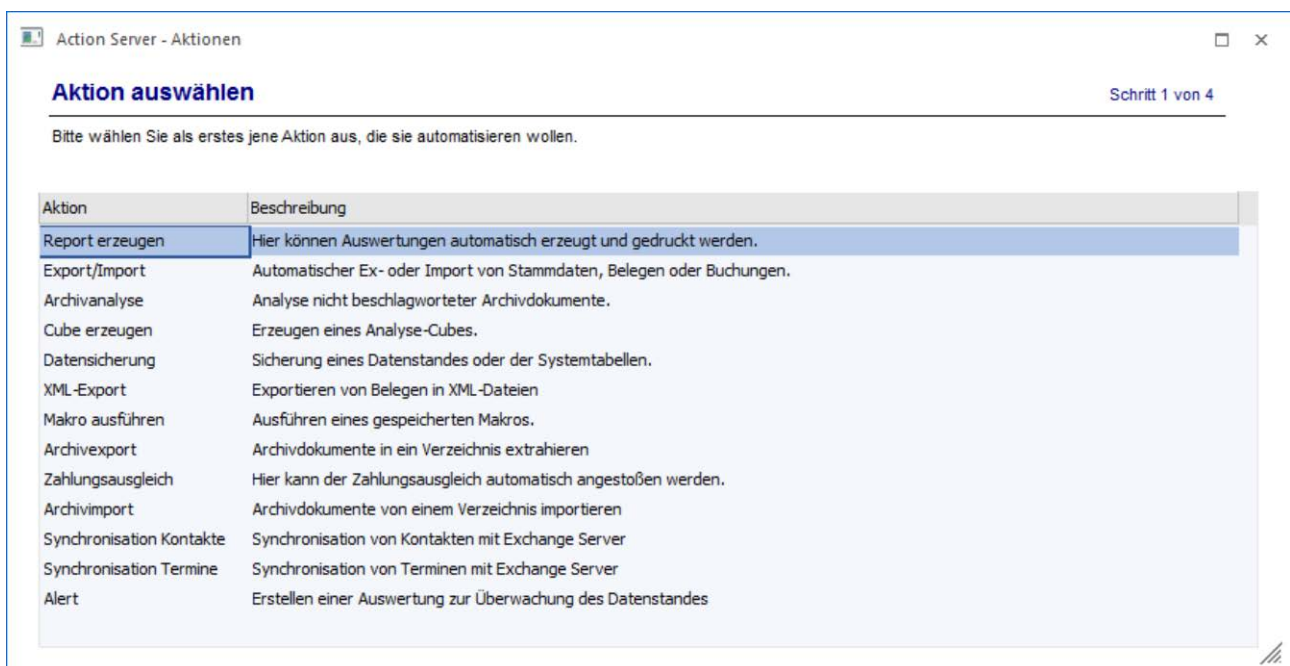 Action Server - Aktionen
Aktion auswählen
Schritt 1 von 4
Bitte wählen Sie als erstes jene Aktion aus, die sie automatisieren wollen.
Aktion Beschreibung
Report erzeugen Hier können Auswertungen automatisch erzeugt und gedruckt werden.
Export/Import Automatischer Ex- oder Import von Stammdaten, Belegen oder Buchungen.
Archivanalyse Analyse nicht beschlagworteter Archivdokumente.
Cube erzeugen Erzeugen eines Analyse-Cubes.
Datensicherung Sicherung eines Datenstandes oder der Systemtabellen.
XML-Export Exportieren von Belegen in XML-Dateien
Makro ausführen Ausführen eines gespeicherten Makros.
Archivexport Archivdokumente in ein Verzeichnis extrahieren
Zahlungsausgleich Hier kann der Zahlungsausgleich automatisch angestoßen werden.
Archivimport Archivdokumente von einem Verzeichnis importieren
Synchronisation Kontakte Synchronisation von Kontakten mit Exchange Server
Synchronisation Termine Synchronisation von Terminen mit Exchange Server
Alert Erstellen einer Auswertung zur Überwachung des Datenstandes